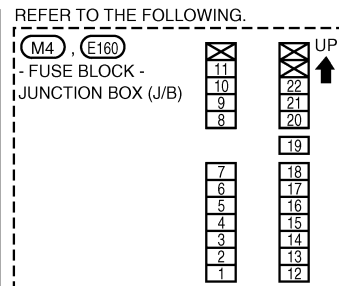 REFER TO THE FOLLOWING.
M4 , E160
- FUSE BLOCK -
JUNCTION BOX (J/B)
UP
11
10 22
9 21
8 20
19
7 18
6 17
5 16
4 15
3 14
2 13
1 12